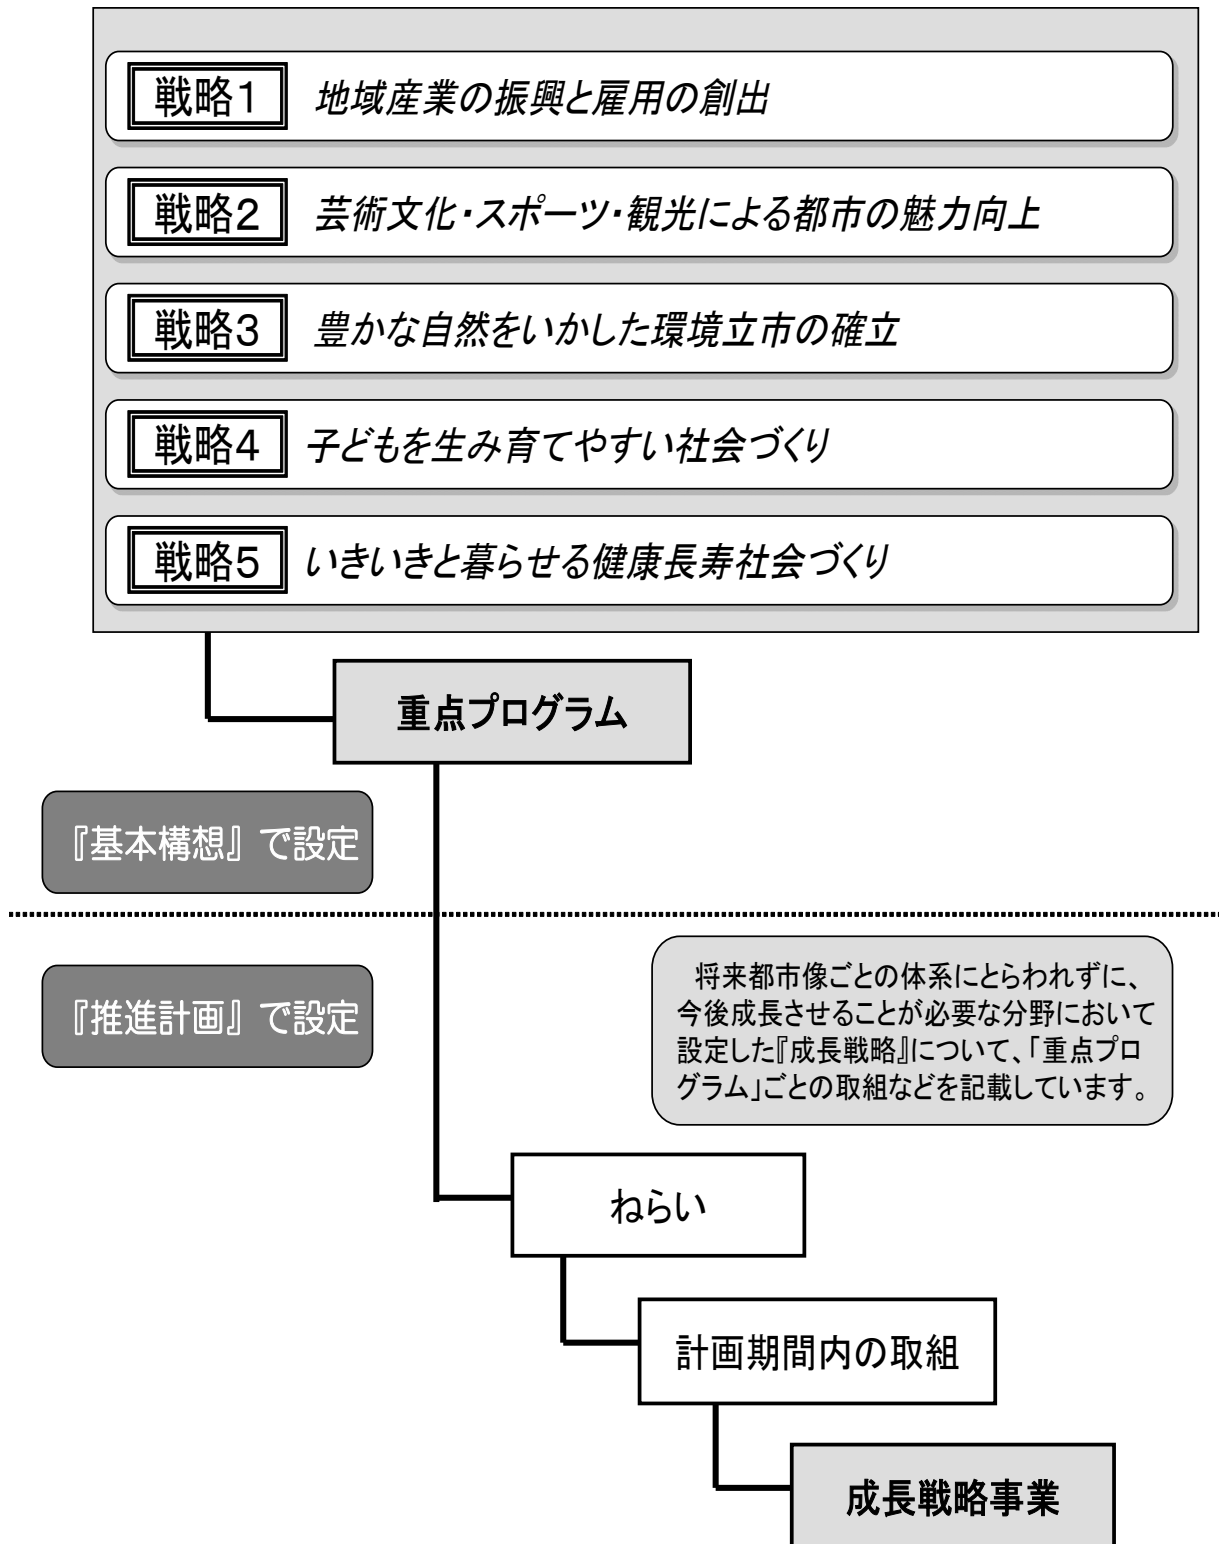 戦略1 地域産業の振興と雇用の創出
戦略2 芸術文化・スポーツ・観光による都市の魅力向上
戦略3 豊かな自然をいかした環境立市の確立
戦略4 子どもを生み育てやすい社会づくり
戦略5 いきいきと暮らせる健康長寿社会づくり
重点プログラム
『基本構想』で設定
『推進計画』で設定
将来都市像ごとの体系にとらわれずに、
今後成長させることが必要な分野において
設定した『成長戦略』について、「重点プロ
グラム」ごとの取組などを記載しています。
ねらい
計画期間内の取組
成長戦略事業